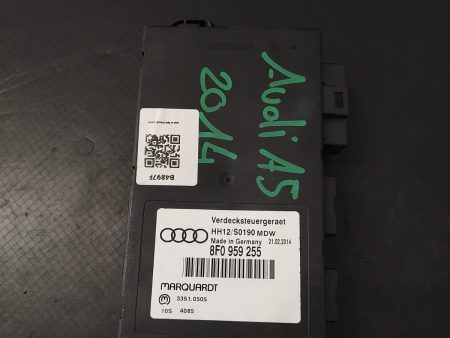 Audi A5
2014
B4897F
Verdecksteuergeraet
HH12/S0190 MDW
Made in Germany 21.02.2014
8F0 959 255
MARQUARDT
3351.0505
10S 4085